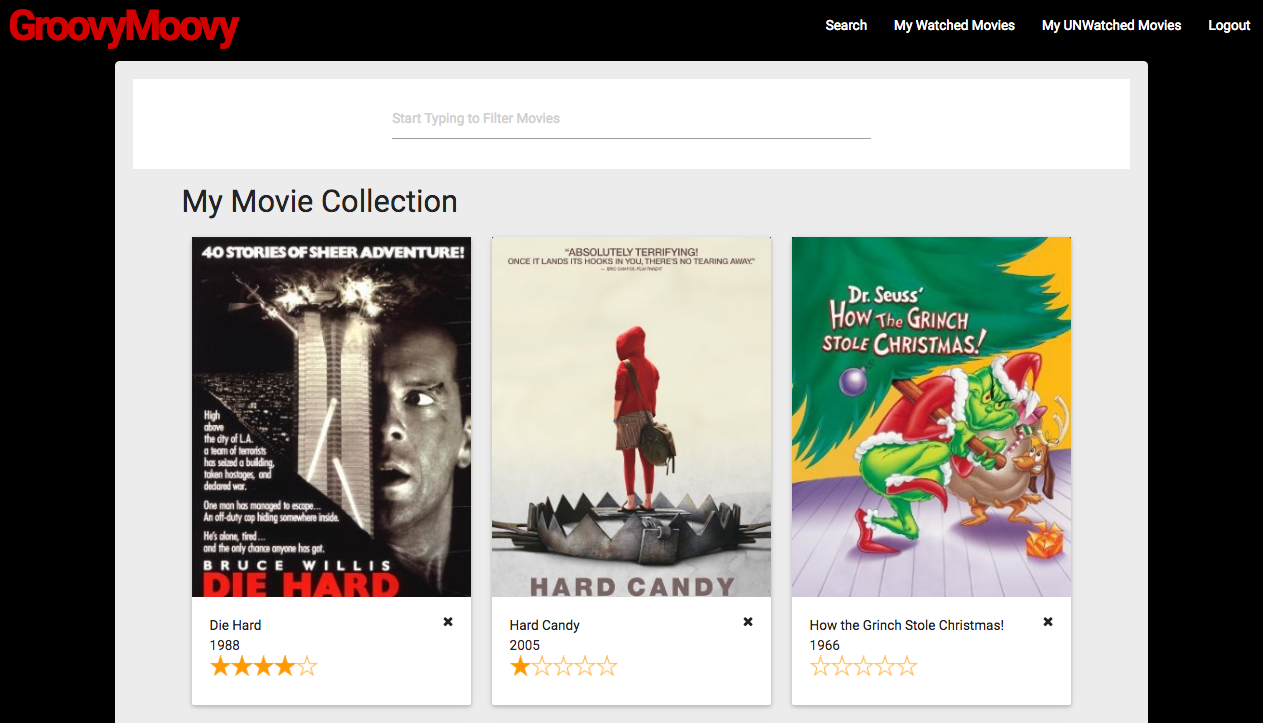 GroovyMoovy
Search
My Watched Movies
My UNWatched Movies
Logout
Start Typing to Filter Movies
My Movie Collection
40 STORIES OF SHEER ADVENTURE!
High
above
the city of L.A.
a team of terrorists
has seized a building,
taken hostages, and
declared war.
One man has managed to escape...
An off-duty cop hiding somewhere inside.
He's alone, tired...
and the only chance anyone has got.
BRUCE WILLIS
DIE HARD
Die Hard
1988
"ABSOLUTELY TERRIFYING!
ONCE IT LANDS ITS HOOKS IN YOU, THERE'S NO TEARING AWAY."
HARD CANDY
Hard Candy
2005
Dr. Seuss'
HOW THE GRINCH
STOLE CHRISTMAS!
How the Grinch Stole Christmas!
1966